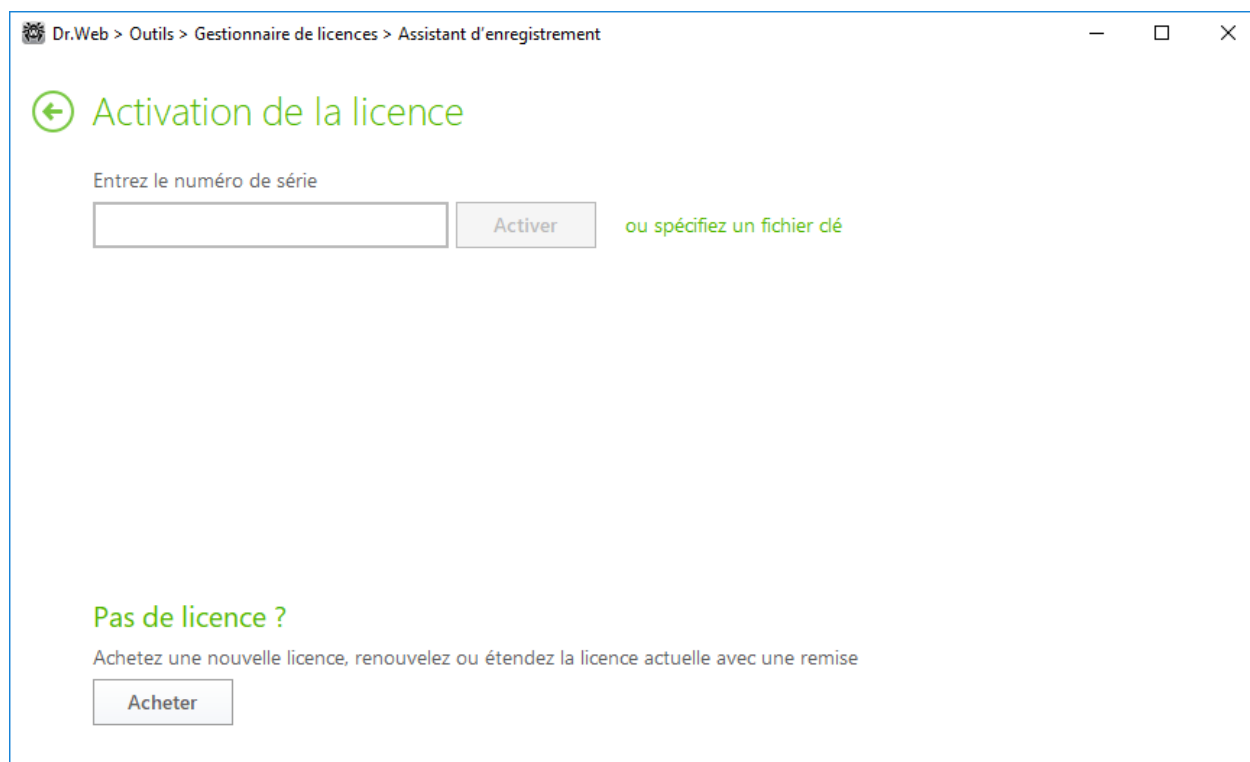 Dr.Web > Outils > Gestionnaire de licences > Assistant d'enregistrement
Activation de la licence
Entrez le numéro de série
Activer
ou spécifiez un fichier clé
Pas de licence ?
Achetez une nouvelle licence, renouvelez ou étendez la licence actuelle avec une remise
Acheter